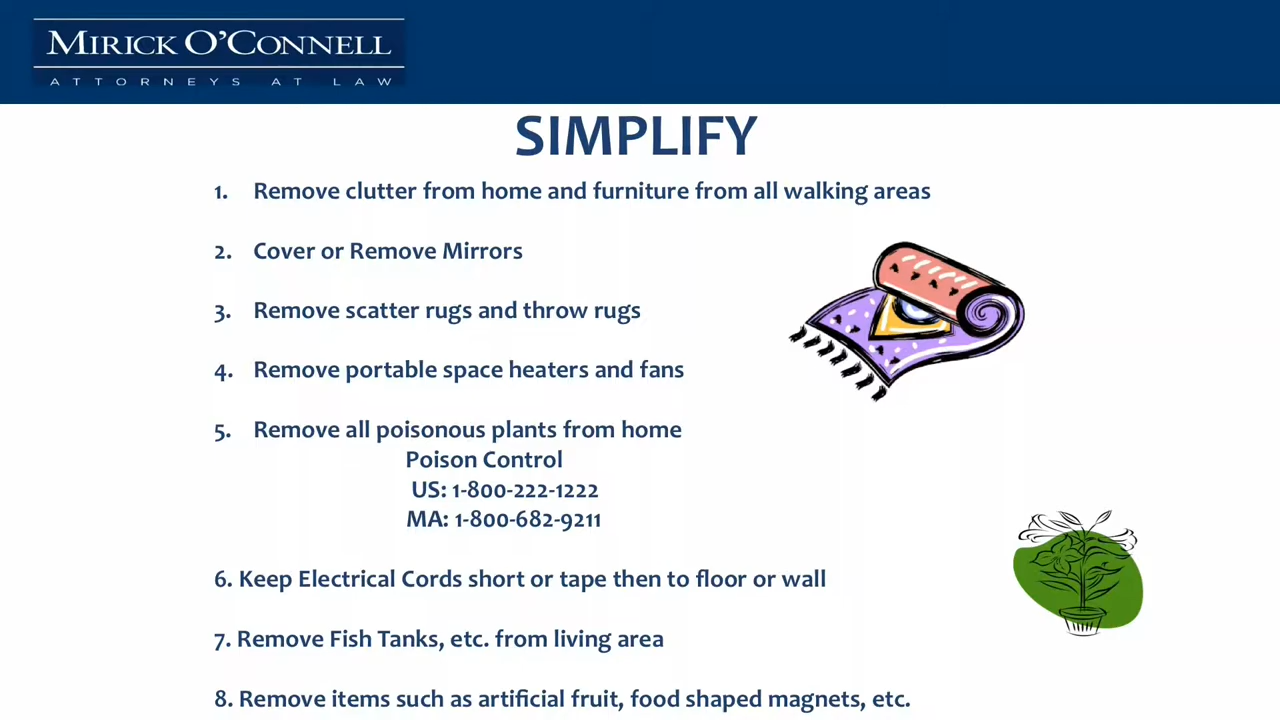 MIRICK O'CONNELL
ATTORNEYS AT LAW
SIMPLIFY
1. Remove clutter from home and furniture from all walking areas
2. Cover or Remove Mirrors
3. Remove scatter rugs and throw rugs
4. Remove portable space heaters and fans
5. Remove all poisonous plants from home
Poison Control
US: 1-800-222-1222
MA: 1-800-682-9211
6. Keep Electrical Cords short or tape then to floor or wall
7. Remove Fish Tanks, etc. from living area
8. Remove items such as artificial fruit, food shaped magnets, etc.